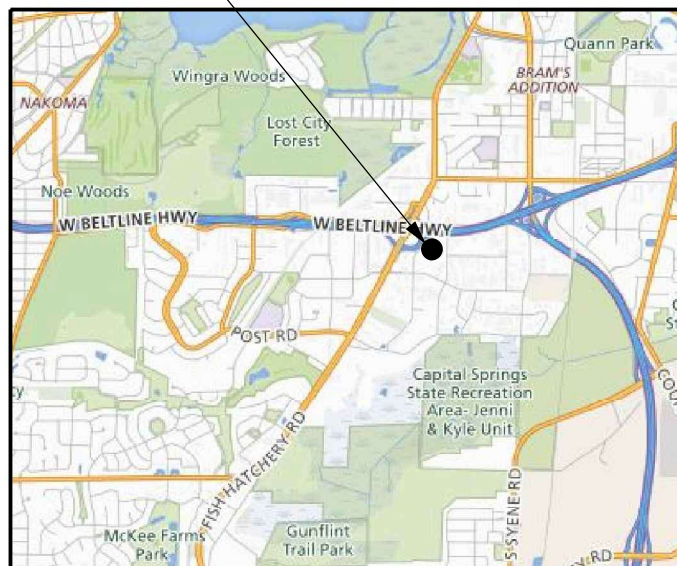 Quann Park
Wingra Woods
BRAM'S
ADDITION
NAKOMA
Lost City
Forest
Noe Woods
W BELTLINE HWY
W BELTLINE HWY
POST RD
Capital Springs
State Recreation
Area- Jenni
& Kyle Unit
FISH HATCHERY RD
S SYENE RD
McKee Farms
Park
Gunflint
Trail Park
RD